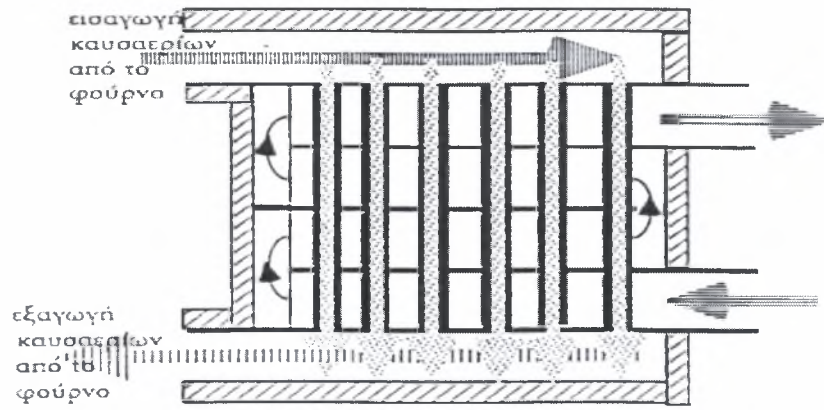 εισαγωγή
καυσαερίων
από το
φούρνο
εξαγωγή
καυσαερίων
από το
φούρνο